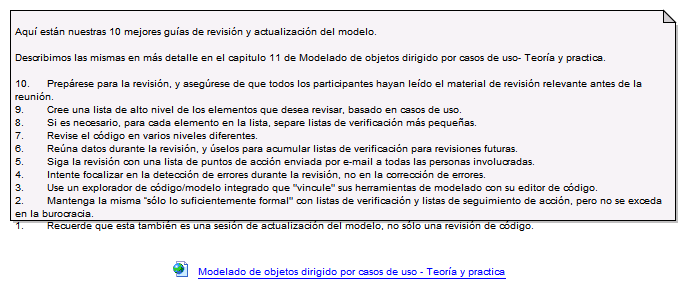 Aquí están nuestras 10 mejores guías de revisión y actualización del modelo.
Describimos las mismas en más detalle en el capitulo 11 de Modelado de objetos dirigido por casos de uso- Teoría y practica.
10. Prepárese para la revisión, y asegúrese de que todos los participantes hayan leído el material de revisión relevante antes de la
reunión.
9. Cree una lista de alto nivel de los elementos que desea revisar, basado en casos de uso.
8. Si es necesario, para cada elemento en la lista, separe listas de verificación más pequeñas.
7. Revise el código en varios niveles diferentes.
6. Reúna datos durante la revisión, y úselos para acumular listas de verificación para revisiones futuras.
5. Siga la revisión con una lista de puntos de acción enviada por e-mail a todas las personas involucradas.
4. Intente focalizar en la detección de errores durante la revisión, no en la corrección de errores.
3. Use un explorador de código/modelo integrado que "vincule" sus herramientas de modelado con su editor de código.
2. Mantenga la misma "sólo lo suficientemente formal" con listas de verificación y listas de seguimiento de acción, pero no se exceda
en la burocracia.
1. Recuerde que esta también es una sesión de actualización del modelo, no sólo una revisión de código.
Modelado de objetos dirigido por casos de uso - Teoría y practica